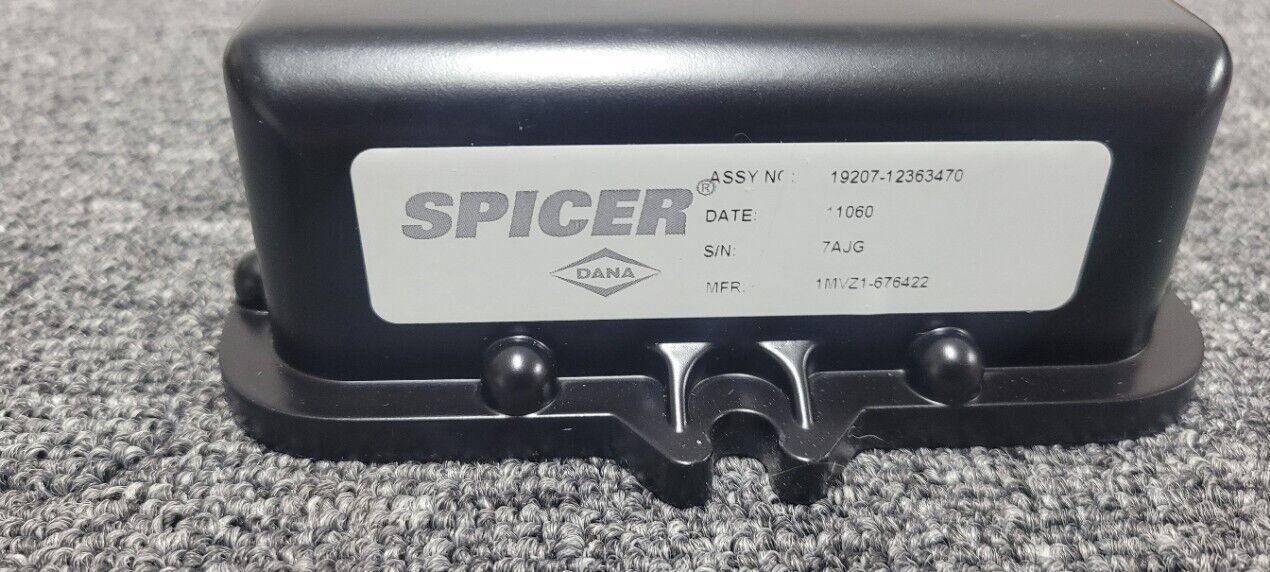 SPICER®
DANA
ASSY NO: 19207-12363470
DATE: 11060
S/N: 7AJG
MFR: 1MVZ1-676422